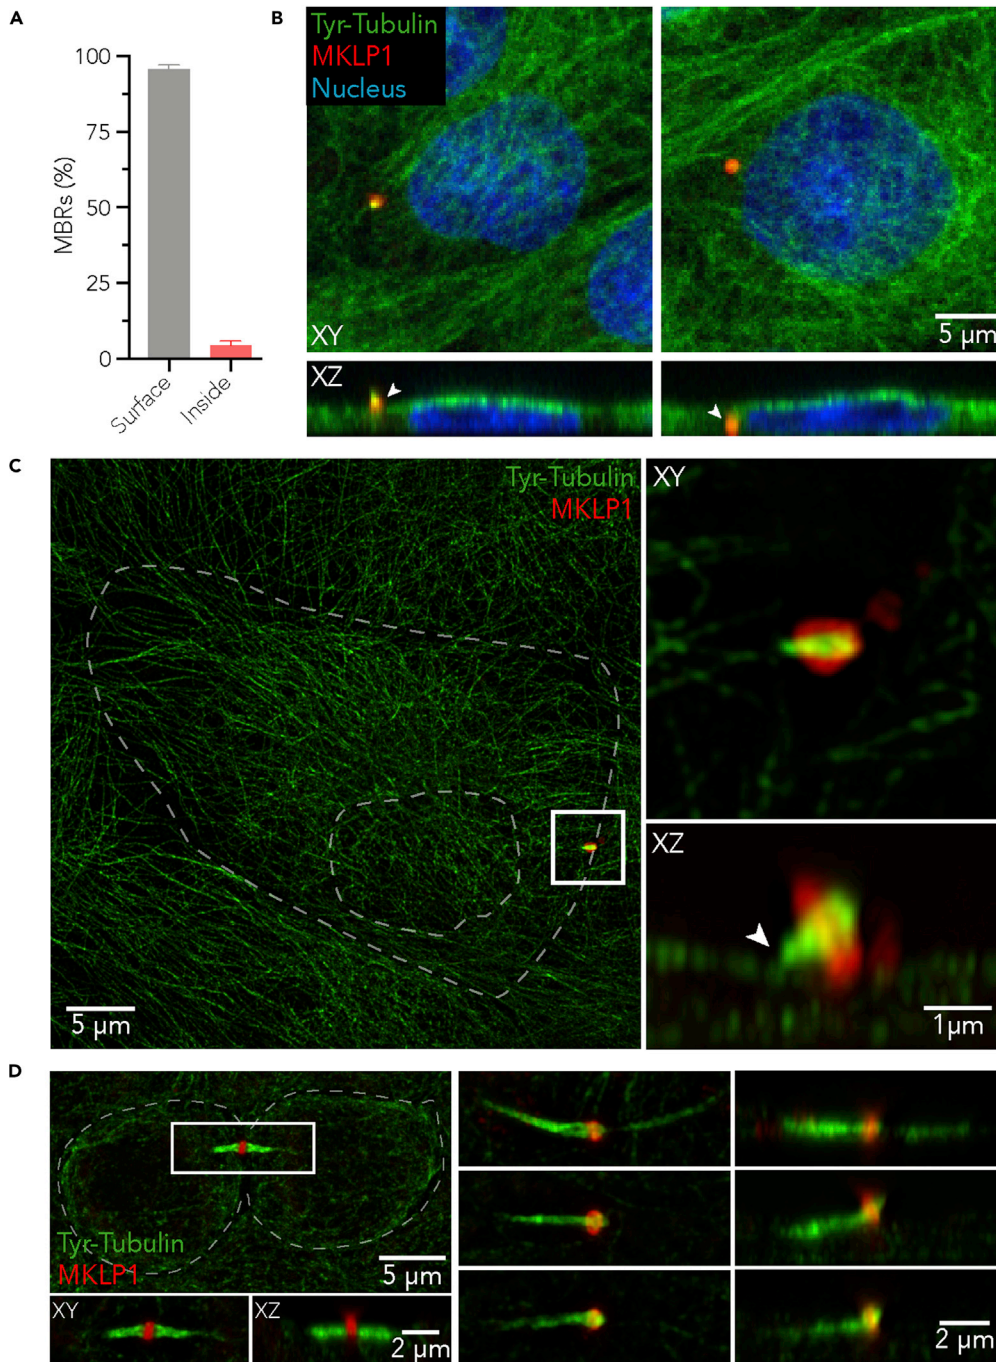 A
MBRs (%)
100
75
50
25
0
Surface
Inside
B
Tyr-Tubulin
MKLP1
Nucleus
XY
5 µm
XZ
C
Tyr-Tubulin
MKLP1
5 µm
XY
XZ
1µm
D
Tyr-Tubulin
MKLP1
5 µm
XY
XZ
2 µm
2 µm